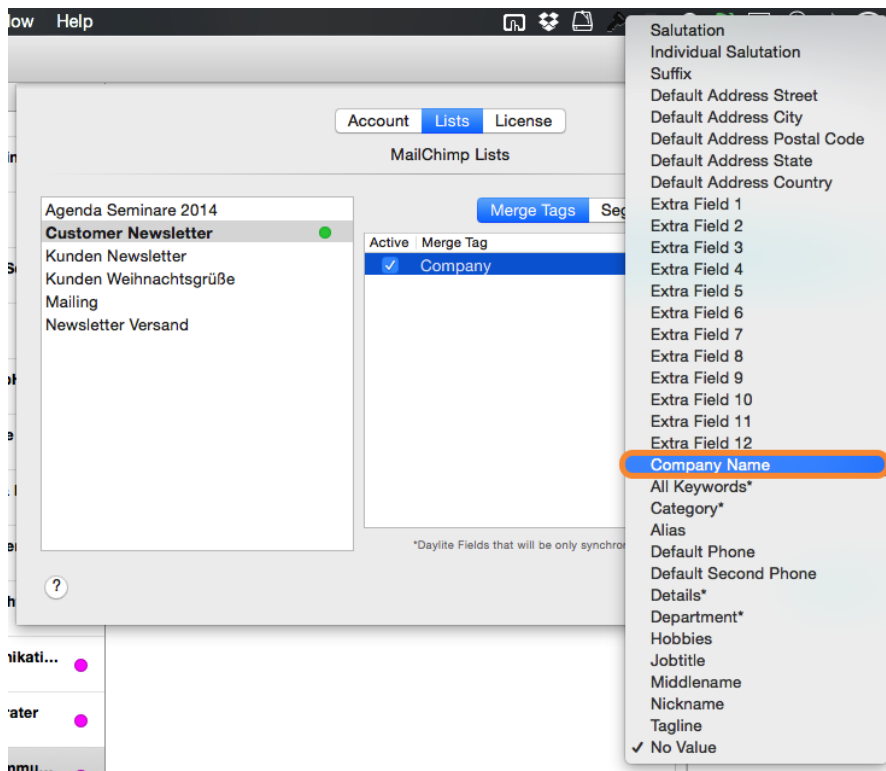 Help
Account Lists License
MailChimp Lists
Agenda Seminare 2014
Customer Newsletter
Kunden Newsletter
Kunden Weihnachtsgrüße
Mailing
Newsletter Versand
Merge Tags
Active Merge Tag
Company
*Daylite Fields that will be only
?
Salutation
Individual Salutation
Suffix
Default Address Street
Default Address City
Default Address Postal Code
Default Address State
Default Address Country
Extra Field 1
Extra Field 2
Extra Field 3
Extra Field 4
Extra Field 5
Extra Field 6
Extra Field 7
Extra Field 8
Extra Field 9
Extra Field 10
Extra Field 11
Extra Field 12
Company Name
All Keywords*
Category*
Alias
Default Phone
Default Second Phone
Details*
Department*
Hobbies
Jobtitle
Middlename
Nickname
Tagline
✓ No Value